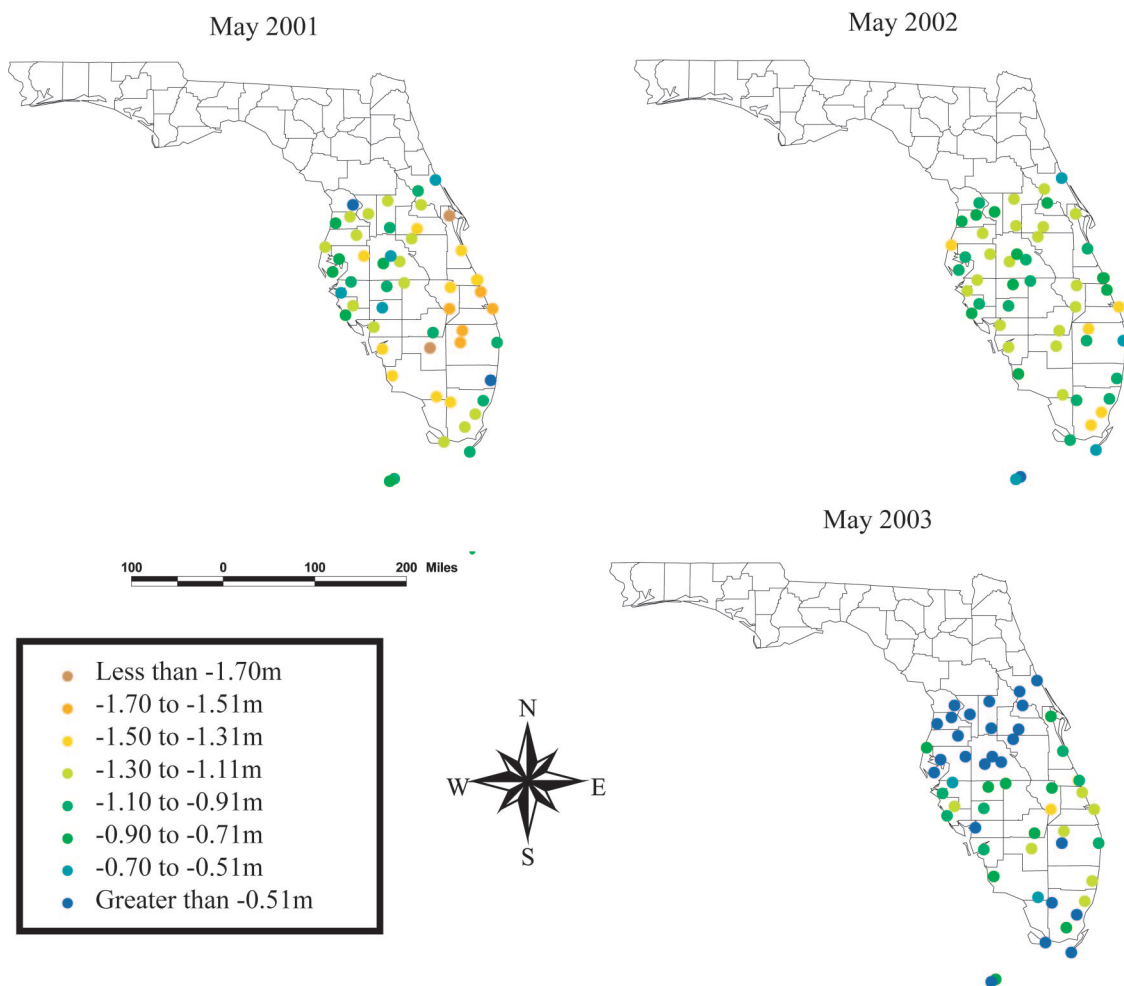 May 2001
May 2002
May 2003
100 0 100 200 Miles
Less than -1.70m
-1.70 to -1.51m
-1.50 to -1.31m
-1.30 to -1.11m
-1.10 to -0.91m
-0.90 to -0.71m
-0.70 to -0.51m
Greater than -0.51m
N
W E
S